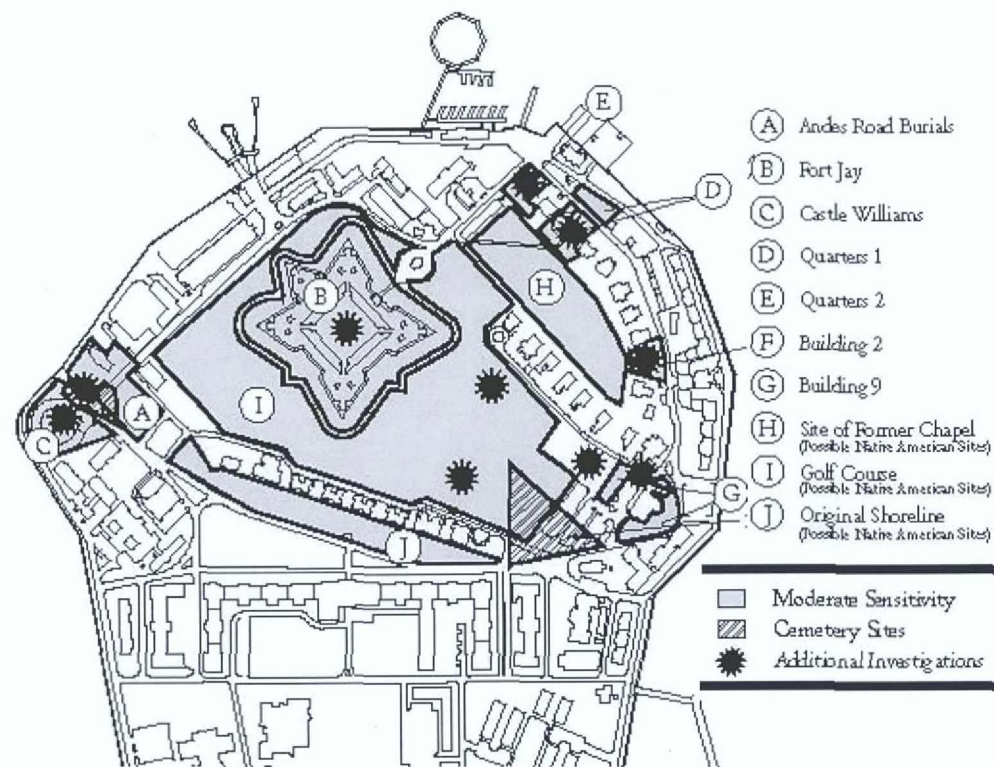 E
A Andes Road Burials
B Fort Jay
C Castle Williams
D Quarters 1
E Quarters 2
F Building 2
G Building 9
H Site of Former Chapel
(Possible Native American Sites)
I Golf Course
(Possible Native American Sites)
J Original Shoreline
(Possible Native American Sites)
D
B
H
I
A
C
G
J
Moderate Sensitivity
Cemetery Sites
Additional Investigations